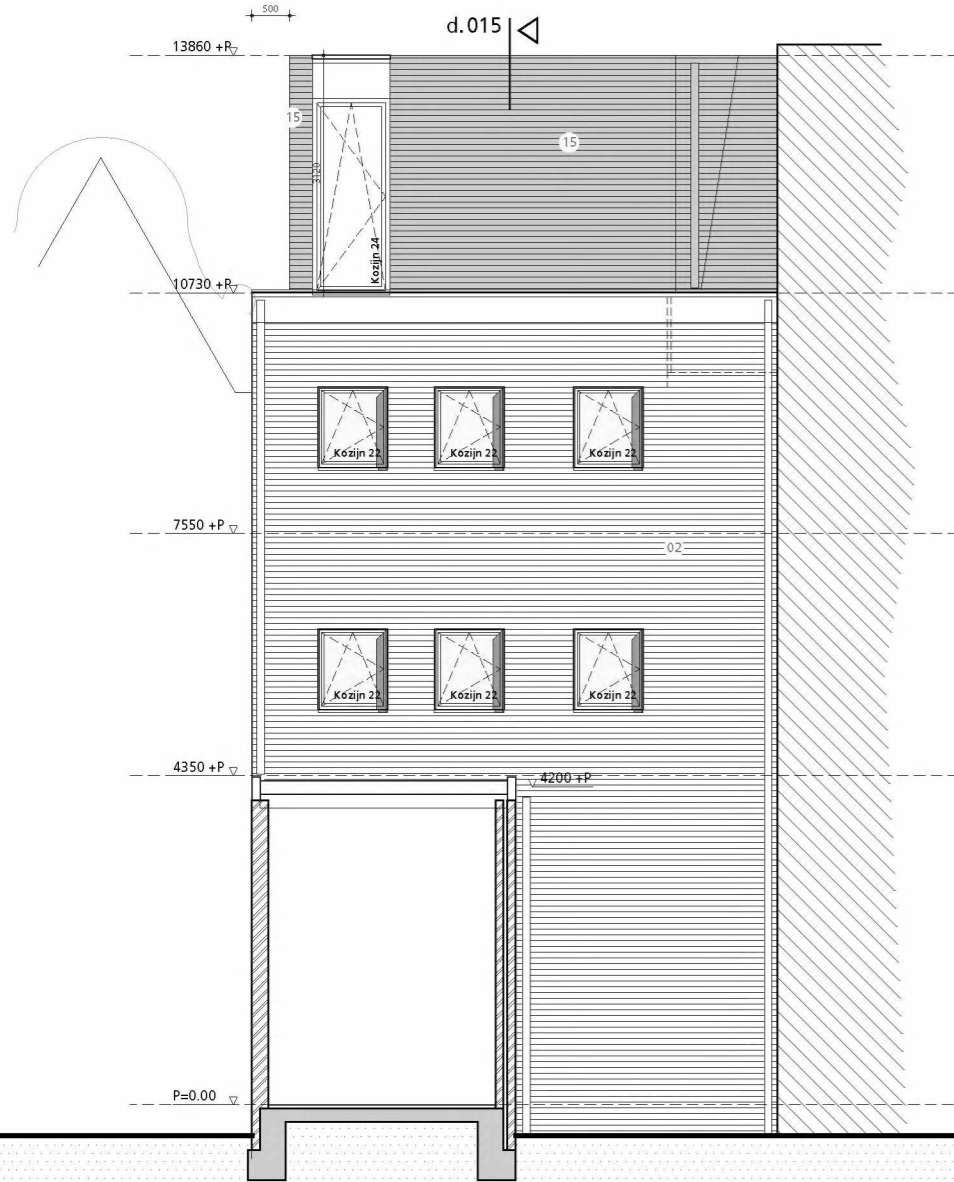 500
d.015
13860 +P
15
15
3120
Kozijn 24
10730 +P
Kozijn 22
Kozijn 22
Kozijn 22
7550 +P
02
Kozijn 22
Kozijn 22
Kozijn 22
4350 +P
4200 +P
P=0.00